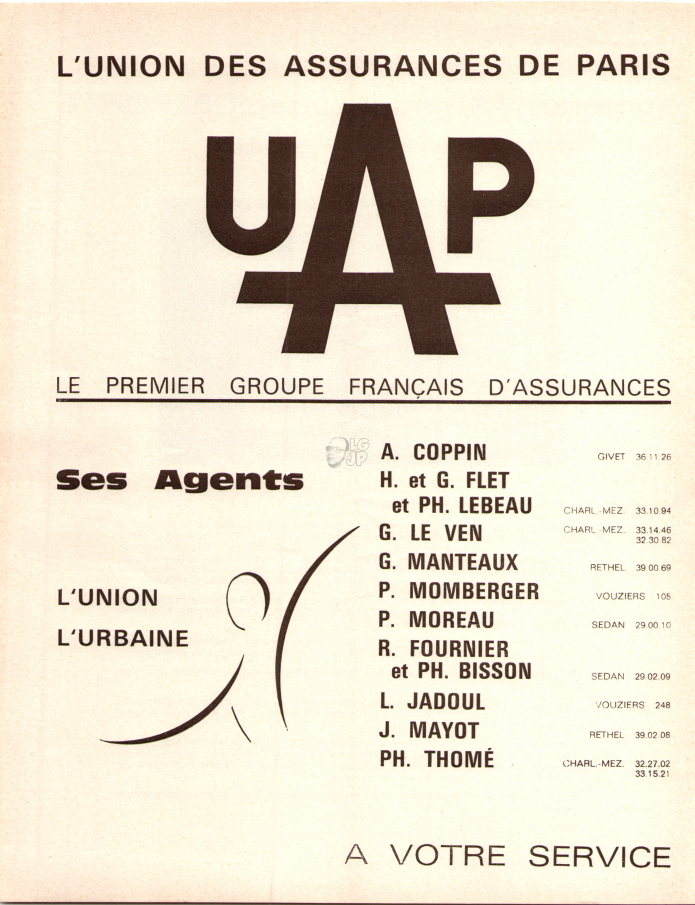 L'UNION DES ASSURANCES DE PARIS
UAP
LE PREMIER GROUPE FRANÇAIS D'ASSURANCES
LG
JP
Ses Agents
L'UNION
L'URBAINE
A. COPPIN GIVET 36.11.26
H. et G. FLET
et PH. LEBEAU CHARL.-MEZ. 33.10.94
G. LE VEN CHARL.-MEZ. 33.14.46
32.30.82
G. MANTEAUX RETHEL 39.00.69
P. MOMBERGER VOUZIERS 105
P. MOREAU SEDAN 29.00.10
R. FOURNIER
et PH. BISSON SEDAN 29.02.09
L. JADOUL VOUZIERS 248
J. MAYOT RETHEL 39.02.08
PH. THOMÉ CHARL.-MEZ. 32.27.02
33.15.21
A VOTRE SERVICE